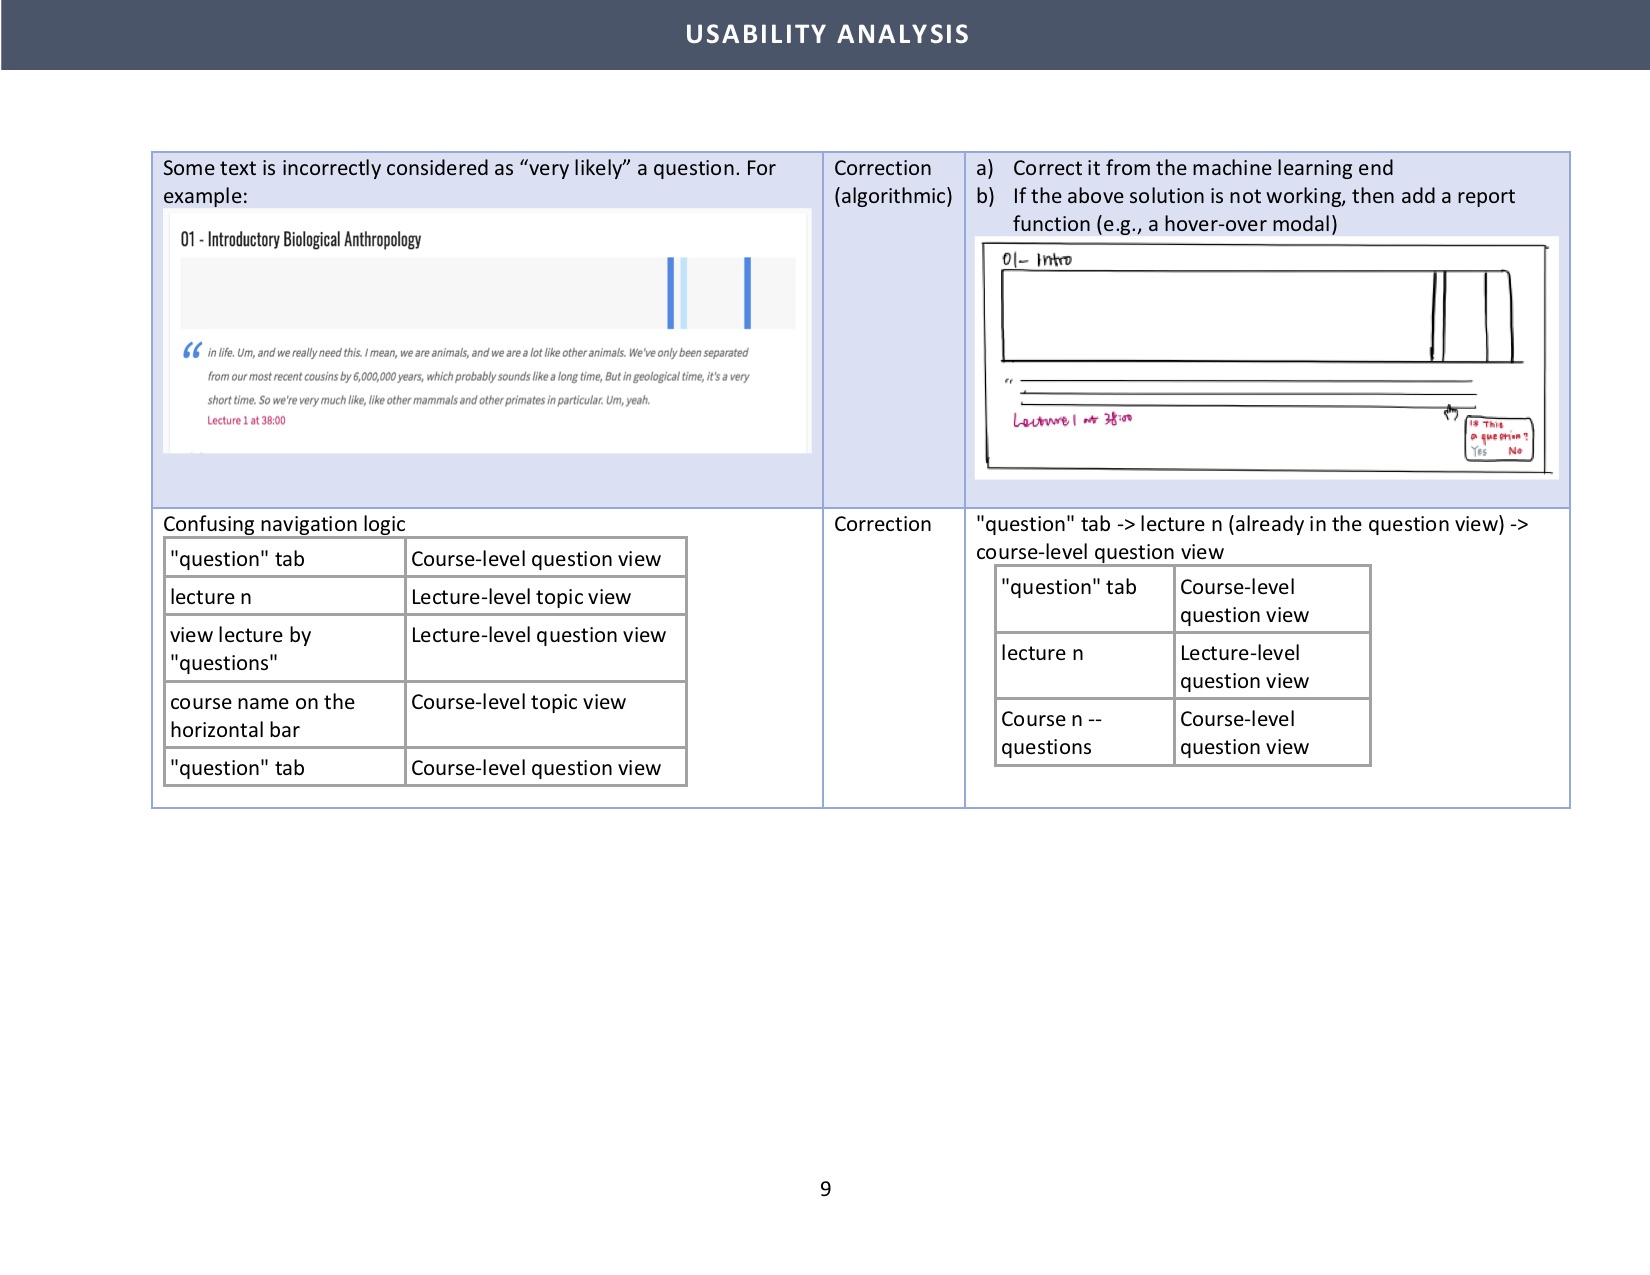 USABILITY ANALYSIS
Some text is incorrectly considered as “very likely” a question. For
example:
01 - Introductory Biological Anthropology
“ in life. Um, and we really need this. I mean, we are animals, and we are a lot like other animals. We've only been separated
from our most recent cousins by 6,000,000 years, which probably sounds like a long time, But in geological time, it's a very
short time. So we're very much like, like other mammals and other primates in particular. Um, yeah.
Lecture 1 at 38:00
Correction
(algorithmic)
a) Correct it from the machine learning end
b) If the above solution is not working, then add a report
function (e.g., a hover-over modal)
01- Intro
“
Lecture 1 at 38:00
Is This
a question?
Yes No
Confusing navigation logic
"question" tab
Course-level question view
lecture n
Lecture-level topic view
view lecture by
"questions"
Lecture-level question view
course name on the
horizontal bar
Course-level topic view
"question" tab
Course-level question view
Correction
"question" tab -> lecture n (already in the question view) ->
course-level question view
"question" tab
Course-level
question view
lecture n
Lecture-level
question view
Course n --
questions
Course-level
question view
9